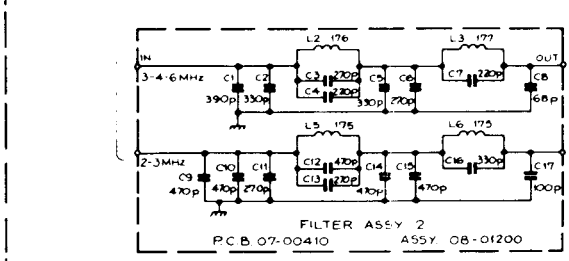 L2 176
L3 177
IN
OUT
3-4-6MHz
C1
C2
C3 270p
C4 220p
C5
C6
C7 220p
C8
390p
330p
330p
270p
68p
L5 175
L6 175
2-3MHz
C9
C10
C11
C12 470p
C13 270p
C14
C15
C16 330p
C17
470p
470p
270p
470p
470p
100p
FILTER ASSY 2
P.C.B. 07-00410 ASSY. 08-01200